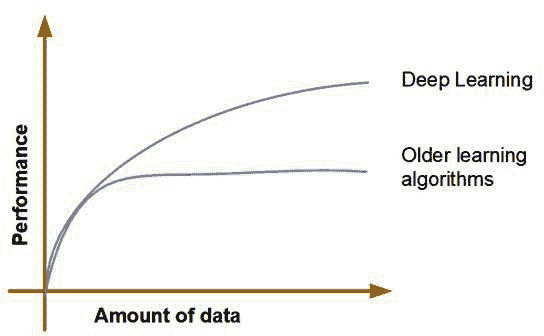 Deep Learning
Older learning
algorithms
Performance
Amount of data